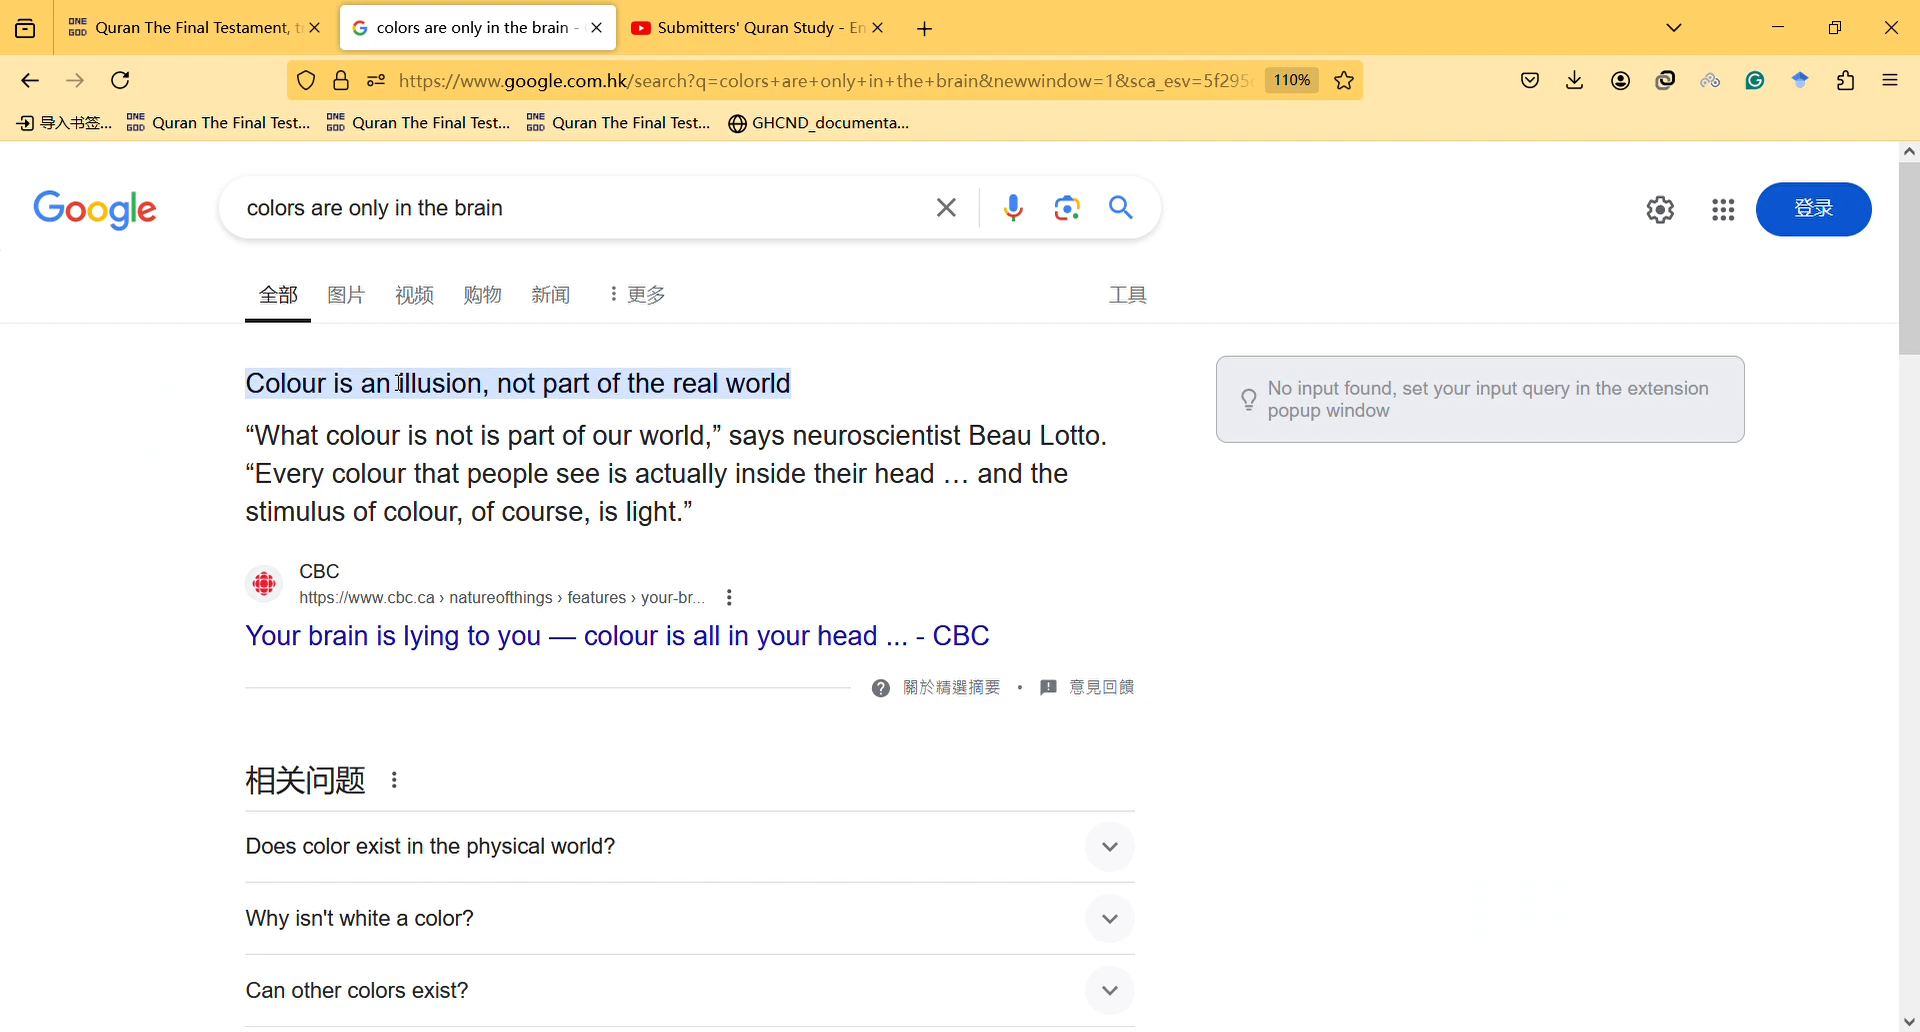 ONE GOD Quran The Final Testament, t
colors are only in the brain -
Submitters' Quran Study - En
https://www.google.com.hk/search?q=colors+are+only+in+the+brain&newwindow=1&sca_esv=5f295
110%
导入书签...
ONE GOD Quran The Final Test...
ONE GOD Quran The Final Test...
ONE GOD Quran The Final Test...
GHCND_documenta...
Google
colors are only in the brain
登录
全部 图片 视频 购物 新闻 更多 工具
Colour is an illusion, not part of the real world
“What colour is not is part of our world,” says neuroscientist Beau Lotto.
“Every colour that people see is actually inside their head … and the
stimulus of colour, of course, is light.”
No input found, set your input query in the extension
popup window
CBC
https://www.cbc.ca › natureofthings › features › your-br...
Your brain is lying to you — colour is all in your head ... - CBC
關於精選摘要 • 意見回饋
相关问题
Does color exist in the physical world?
Why isn't white a color?
Can other colors exist?